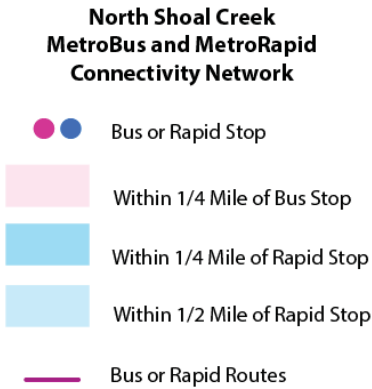 North Shoal Creek
MetroBus and MetroRapid
Connectivity Network
Bus or Rapid Stop
Within 1/4 Mile of Bus Stop
Within 1/4 Mile of Rapid Stop
Within 1/2 Mile of Rapid Stop
Bus or Rapid Routes